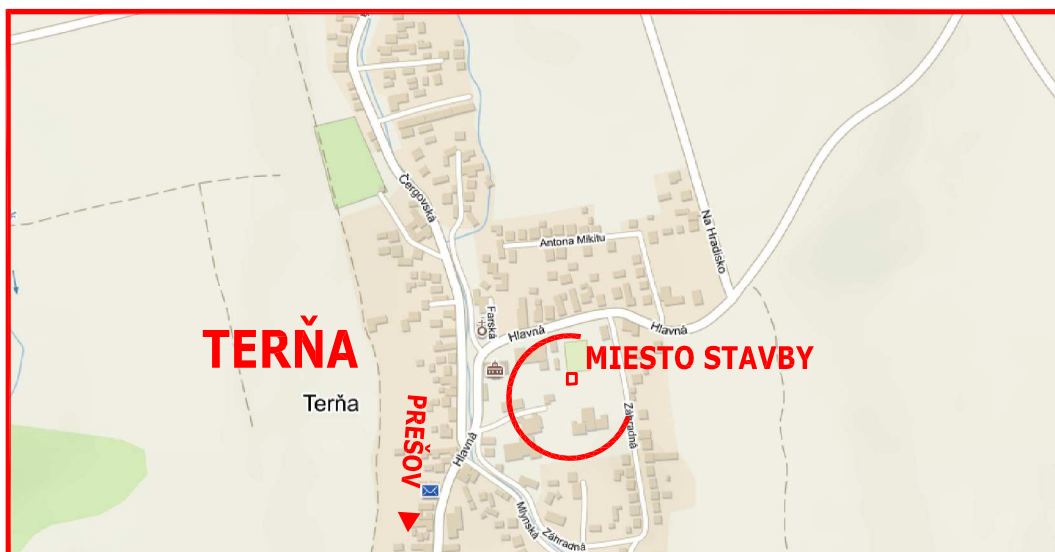 Čergovská
Antona Mikitu
Na Hradisko
Farská
Hlavná
Hlavná
TERŇA
MIESTO STAVBY
Terňa
PREŠOV
Záhradná
Hlavná
Mlynská
Záhradná